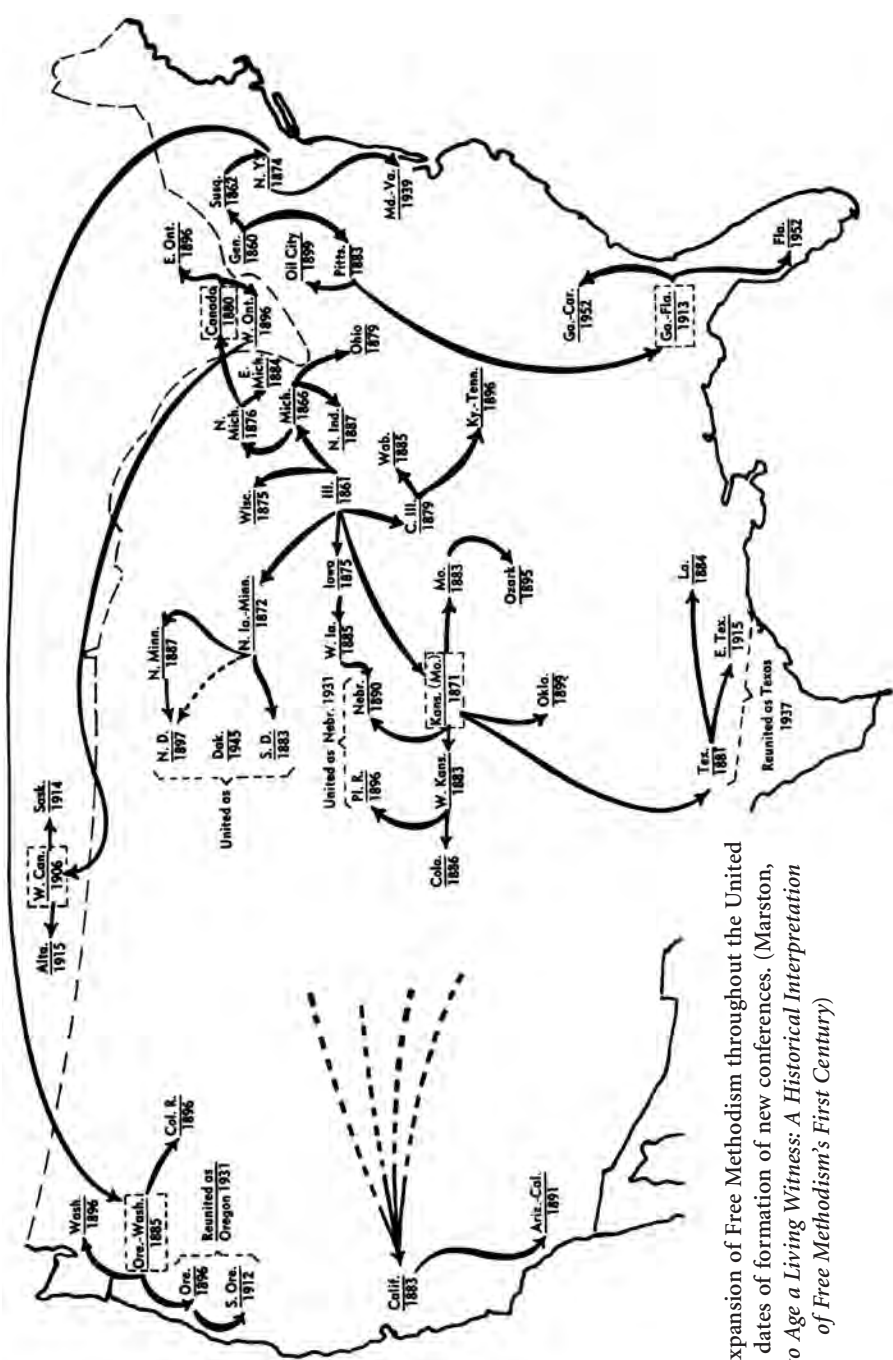 Wash.
1896
Ore.-Wash.
1885
Col. R.
1896
Ore.
1896
S. Ore.
1912
Reunited as
Oregon 1931
Calif.
1883
Ariz.-Cal.
1891
Alta.
1915
W. Can.
1906
Sask.
1914
N. Minn.
1887
N. D.
1897
Dak.
1945
S. D.
1883
United as
N. Ia.-Minn.
1872
Wisc.
1875
Ill.
1861
Iowa
1875
W. Ia.
1885
United as Nebr. 1931
Nebr.
1890
Pl. R.
1896
W. Kans.
1883
Colo.
1886
Kans. (Mo.)
1871
Mo.
1883
Ozark
1895
Okla.
1899
C. Ill.
1879
Wab.
1885
Ky.-Tenn.
1896
Tex.
1881
La.
1884
E. Tex.
1915
Reunited as Texas
1937
N.
Mich.
1876
E.
Mich.
1884
Mich.
1866
N. Ind.
1887
Ohio
1879
Canada
1880
E. Ont.
1896
W. Ont.
1896
Gen.
1860
Susq.
1862
N. Y.
1874
Md.-Va.
1939
Oil City
1899
Pitts.
1883
Ga.-Car.
1952
Ga.-Fla.
1913
Fla.
1952
xpansion of Free Methodism throughout the United
dates of formation of new conferences. (Marston,
o Age a Living Witness: A Historical Interpretation
of Free Methodism's First Century)